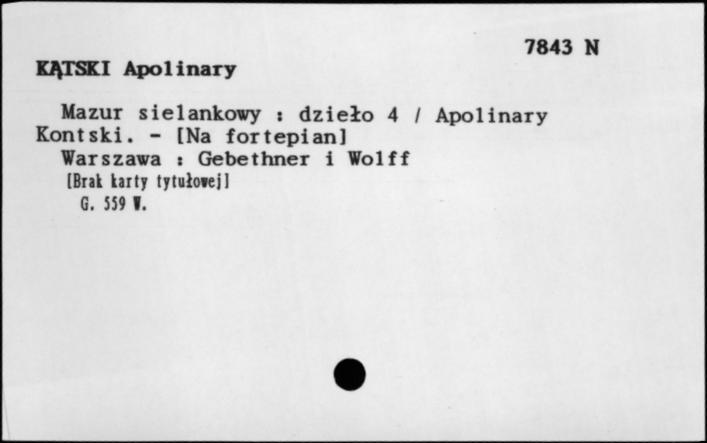 7843 N
KĄTSKI Apolinary
Mazur sielankowy : dzieło 4 / Apolinary
Kontski. - [Na fortepian]
Warszawa : Gebethner i Wolff
[Brak karty tytułowej]
G. 559 W.